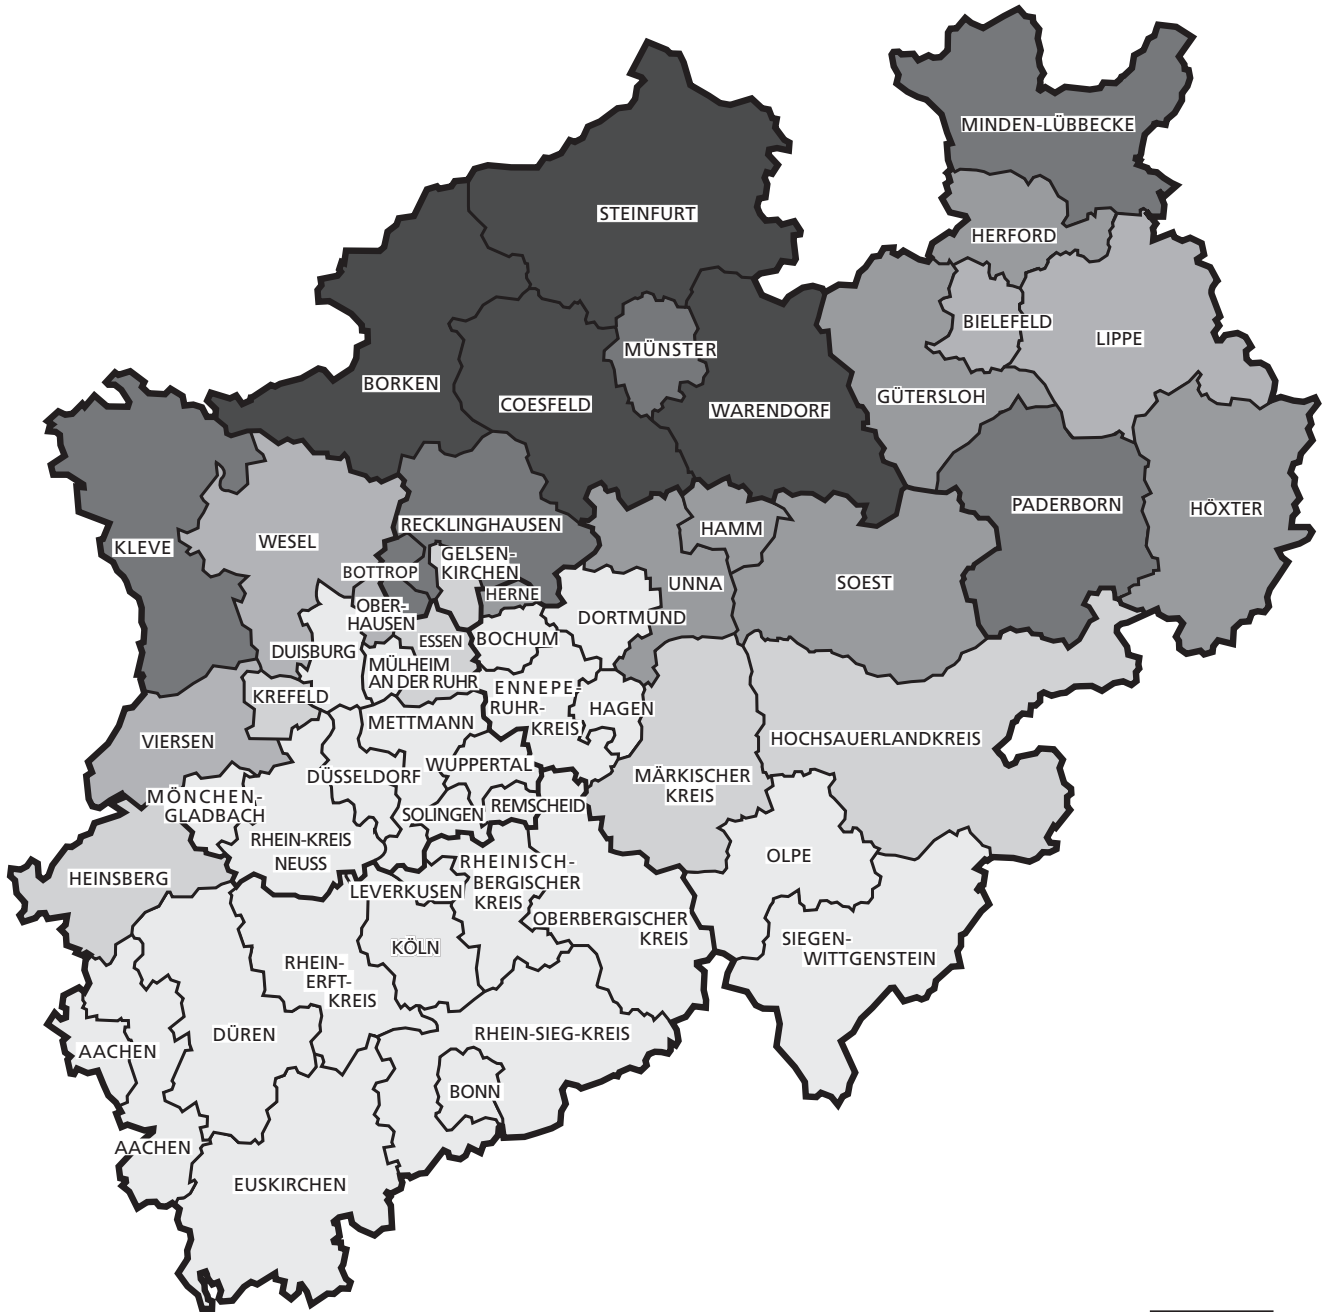 MINDEN-LÜBBECKE
STEINFURT
HERFORD
BIELEFELD
LIPPE
MÜNSTER
BORKEN
COESFELD
WARENDORF
GÜTERSLOH
PADERBORN
HÖXTER
RECKLINGHAUSEN
HAMM
KLEVE
WESEL
GELSEN-
KIRCHEN
BOTTROP
HERNE
UNNA
SOEST
OBER-
HAUSEN
DORTMUND
ESSEN
BOCHUM
DUISBURG
MÜLHEIM
AN DER RUHR
KREFELD
ENNEPE-
RUHR-
KREIS
HAGEN
METTMANN
VIERSEN
HOCHSAUERLANDKREIS
WUPPERTAL
DÜSSELDORF
MÄRKISCHER
KREIS
MÖNCHEN-
GLADBACH
SOLINGEN
REMSCHEID
RHEIN-KREIS
NEUSS
OLPE
HEINSBERG
LEVERKUSEN
RHEINISCH-
BERGISCHER
KREIS
OBERBERGISCHER
KREIS
KÖLN
SIEGEN-
WITTGENSTEIN
RHEIN-
ERFT-
KREIS
DÜREN
RHEIN-SIEG-KREIS
AACHEN
BONN
AACHEN
EUSKIRCHEN